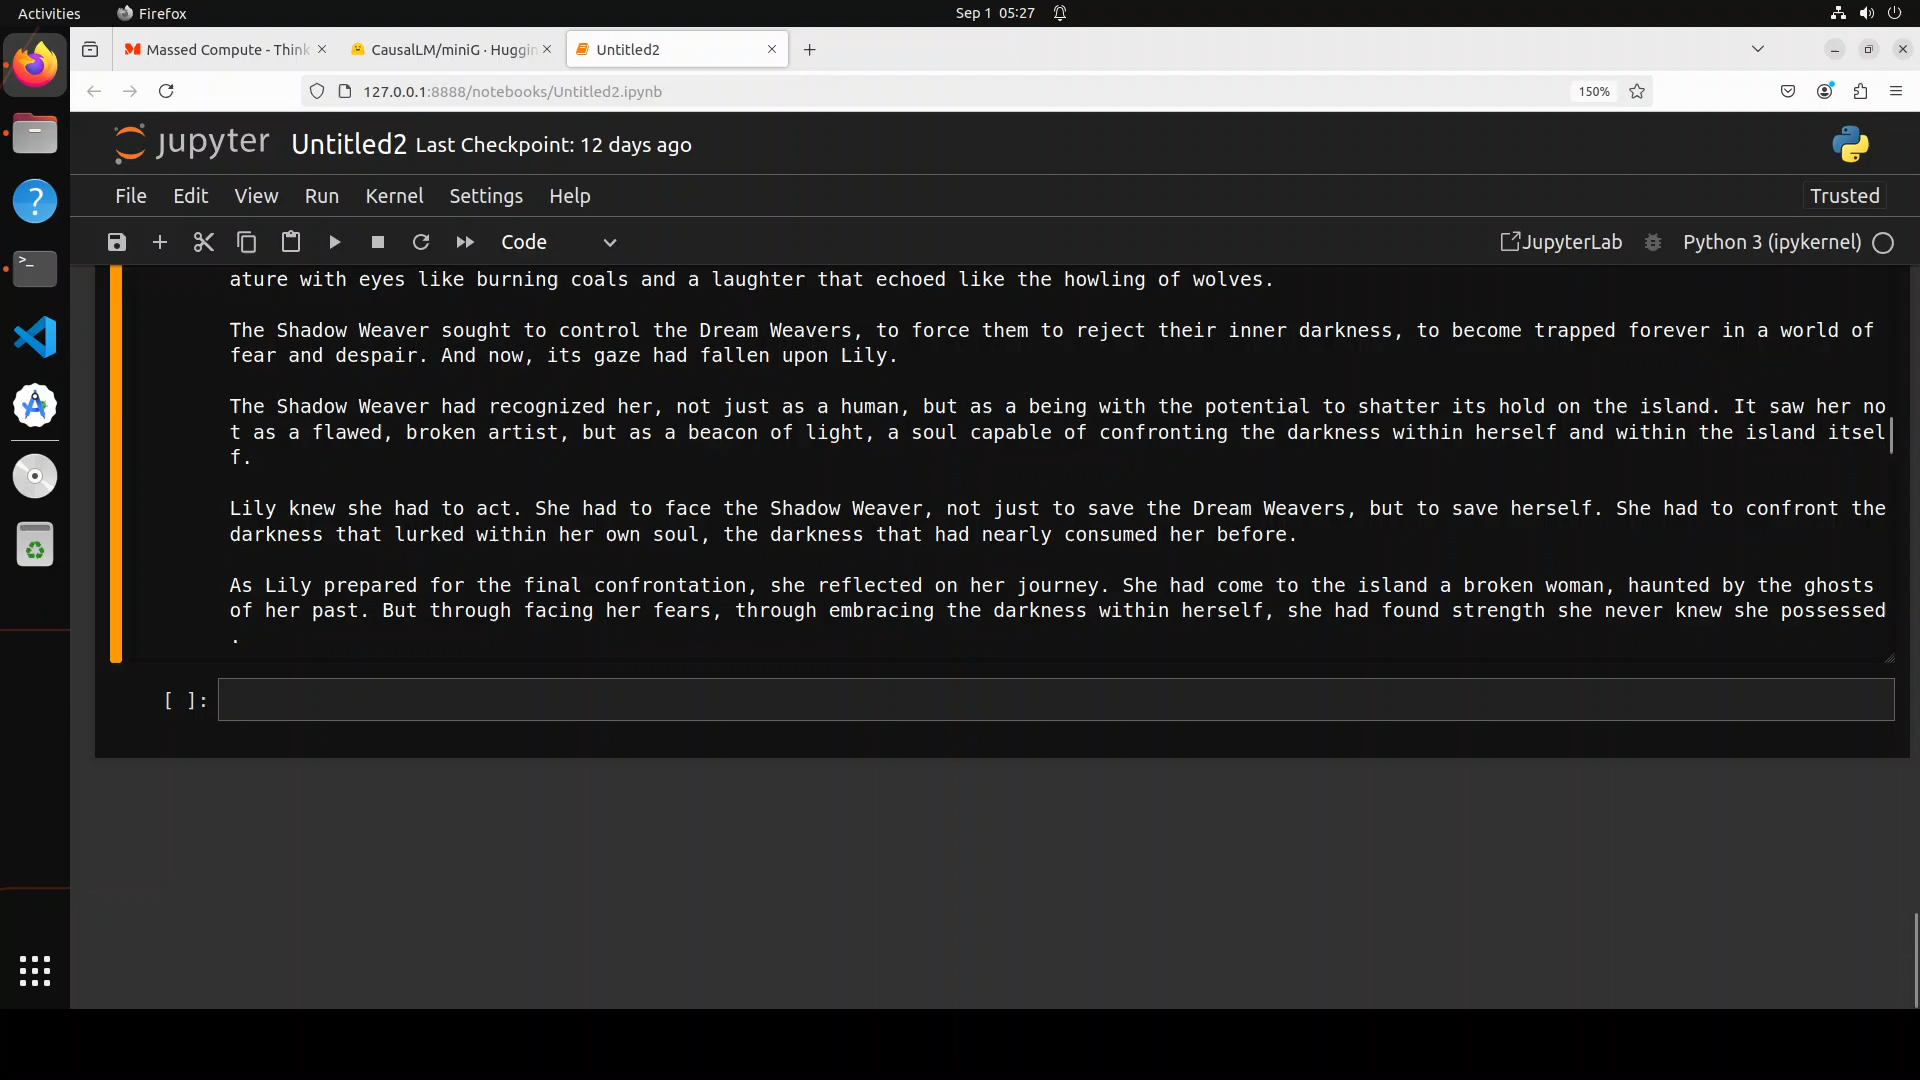 Activities
Firefox
Sep 1 05:27
Massed Compute - Think
CausalLM/miniG · Huggin
Untitled2
127.0.0.1:8888/notebooks/Untitled2.ipynb
150%
jupyter
Untitled2 Last Checkpoint: 12 days ago
File Edit View Run Kernel Settings Help
Trusted
Code
JupyterLab
Python 3 (ipykernel)
ature with eyes like burning coals and a laughter that echoed like the howling of wolves.
The Shadow Weaver sought to control the Dream Weavers, to force them to reject their inner darkness, to become trapped forever in a world of
fear and despair. And now, its gaze had fallen upon Lily.
The Shadow Weaver had recognized her, not just as a human, but as a being with the potential to shatter its hold on the island. It saw her no
t as a flawed, broken artist, but as a beacon of light, a soul capable of confronting the darkness within herself and within the island itsel
f.
Lily knew she had to act. She had to face the Shadow Weaver, not just to save the Dream Weavers, but to save herself. She had to confront the
darkness that lurked within her own soul, the darkness that had nearly consumed her before.
As Lily prepared for the final confrontation, she reflected on her journey. She had come to the island a broken woman, haunted by the ghosts
of her past. But through facing her fears, through embracing the darkness within herself, she had found strength she never knew she possessed
.
[ ]: